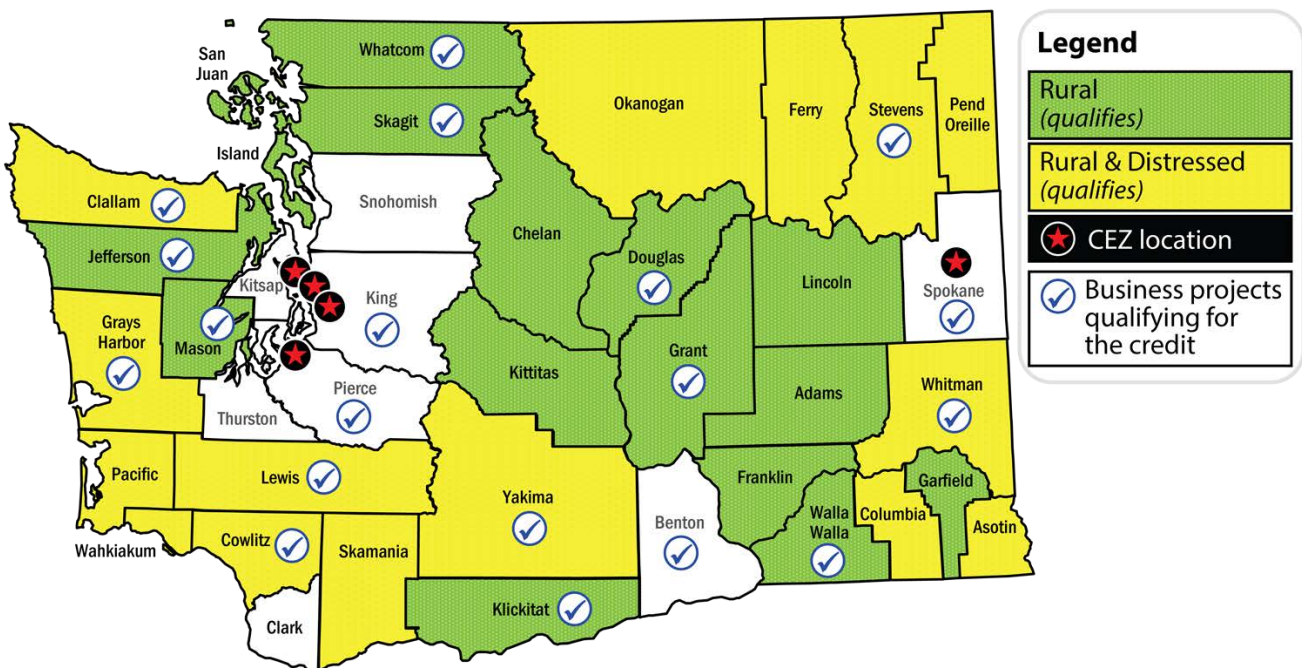 San
Juan
Whatcom
Skagit
Island
Okanogan
Ferry
Stevens
Pend
Oreille
Clallam
Snohomish
Jefferson
Chelan
Douglas
Lincoln
Kitsap
King
Spokane
Grays
Harbor
Mason
Grant
Kittitas
Adams
Whitman
Pierce
Thurston
Pacific
Lewis
Yakima
Franklin
Garfield
Walla
Walla
Columbia
Asotin
Benton
Wahkiakum
Cowlitz
Skamania
Klickitat
Clark
Legend
Rural
(qualifies)
Rural & Distressed
(qualifies)
CEZ location
Business projects
qualifying for
the credit